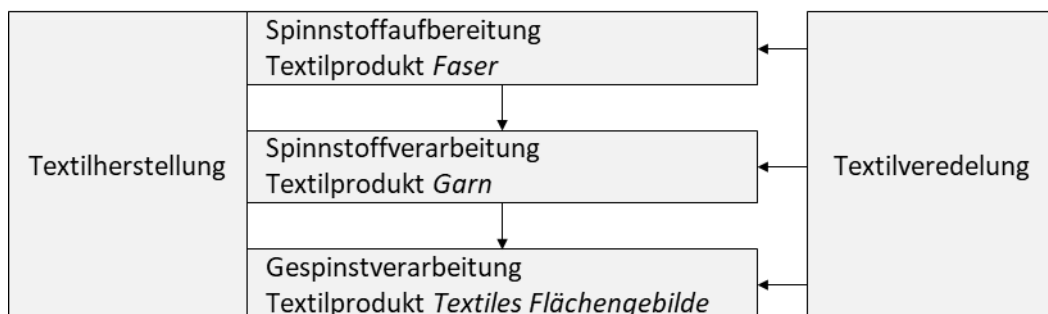 Spinnstoffaufbereitung
Textilprodukt Faser
Textilherstellung
Spinnstoffverarbeitung
Textilprodukt Garn
Textilveredelung
Gespinstverarbeitung
Textilprodukt Textiles Flächengebilde